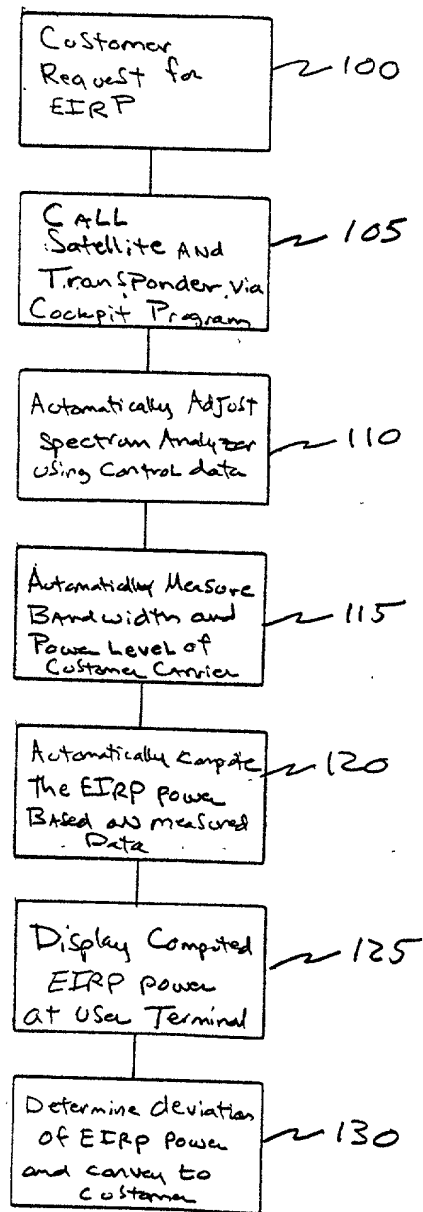 Customer
Request for
EIRP
100
CALL
Satellite AND
Transponder via
Cockpit Program
105
Automatically Adjust
Spectrum Analyzer
using Control data
110
Automatically Measure
Bandwidth and
Power Level of
Customer Carrier
115
Automatically Compute
the EIRP power
BASED ON measured
Data
120
Display Computed
EIRP power
at User Terminal
125
Determine deviation
of EIRP Power
and convey to
Customer
130